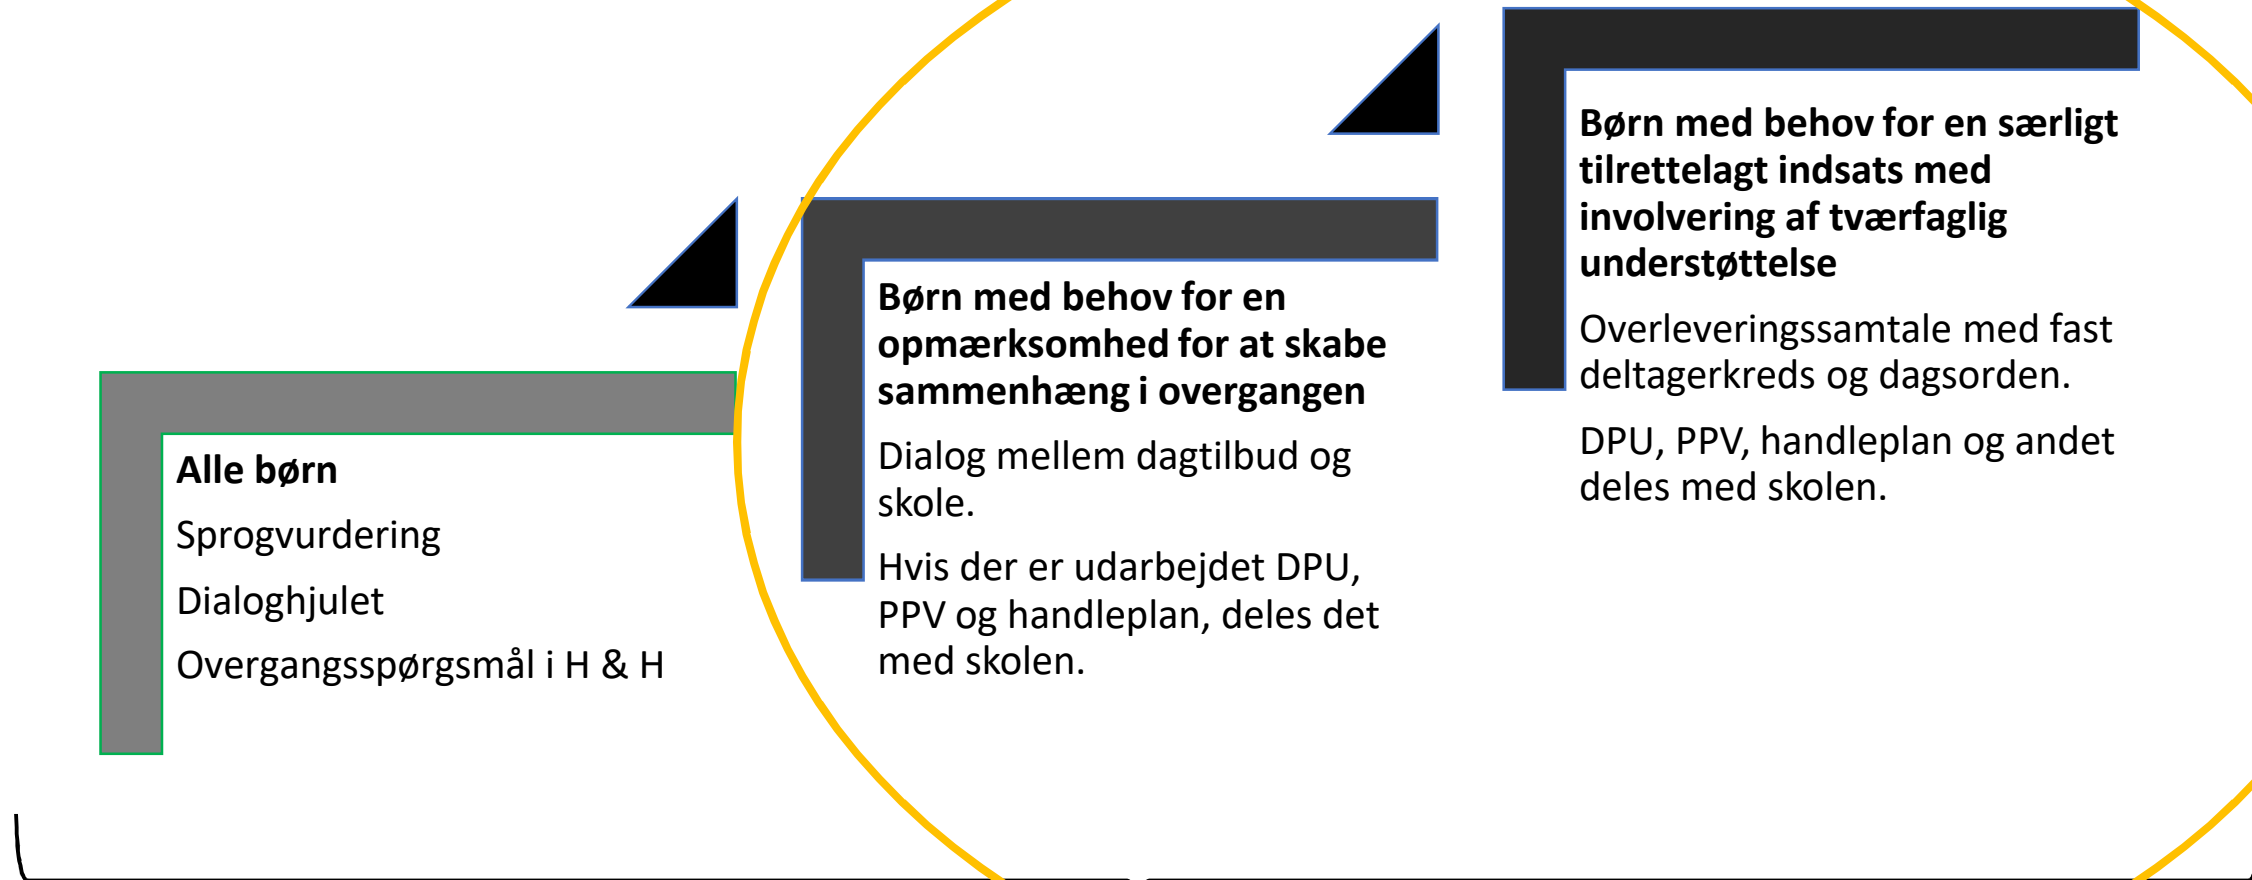 Alle børn
Sprogvurdering
Dialoghjulet
Overgangsspørgsmål i H & H
Børn med behov for en
opmærksomhed for at skabe
sammenhæng i overgangen
Dialog mellem dagtilbud og
skole.
Hvis der er udarbejdet DPU,
PPV og handleplan, deles det
med skolen.
Børn med behov for en særligt
tilrettelagt indsats med
involvering af tværfaglig
understøttelse
Overleveringssamtale med fast
deltagerkreds og dagsorden.
DPU, PPV, handleplan og andet
deles med skolen.